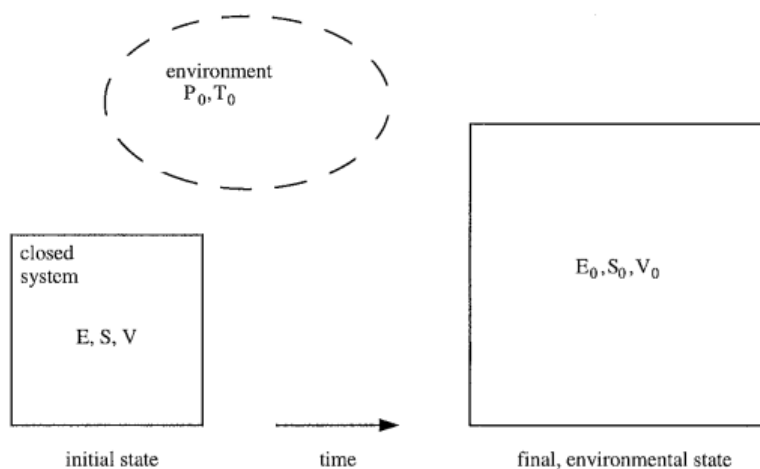 environment
P₀,T₀
closed
system
E, S, V
E₀,S₀,V₀
initial state
time
final, environmental state